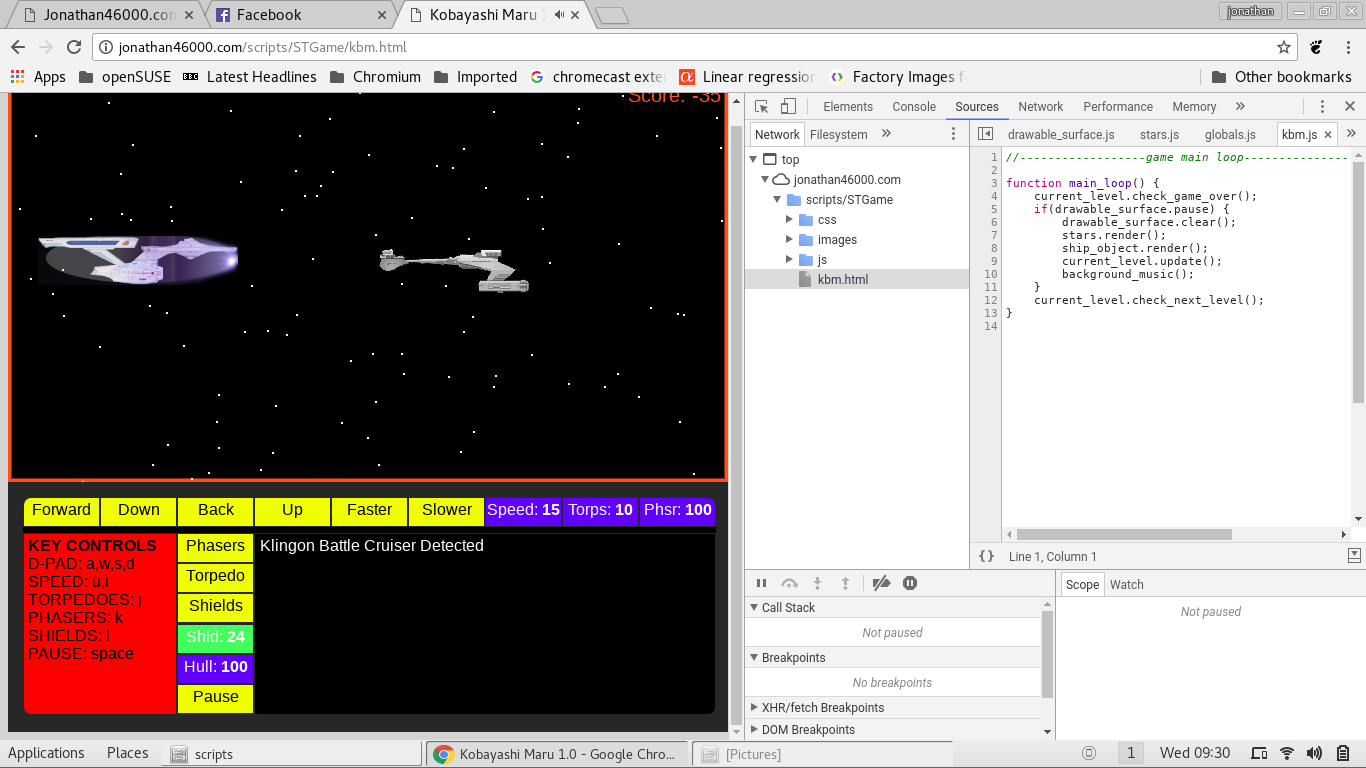 Jonathan46000.con
Facebook
Kobayashi Maru 1
jonathan
jonathan46000.com/scripts/STGame/kbm.html
Apps
openSUSE
BBC Latest Headlines
Chromium
Imported
G chromecast exte
α Linear regression
Factory Images f
Other bookmarks
Score: -35
Forward
Down
Back
Up
Faster
Slower
Speed: 15
Torps: 10
Phsr: 100
KEY CONTROLS
D-PAD: a,w,s,d
SPEED: u,i
TORPEDOES: j
PHASERS: k
SHIELDS: l
PAUSE: space
Phasers
Torpedo
Shields
Shld: 24
Hull: 100
Pause
Klingon Battle Cruiser Detected
Elements
Console
Sources
Network
Performance
Memory
»
Network
Filesystem
»
top
jonathan46000.com
scripts/STGame
css
images
js
kbm.html
drawable_surface.js
stars.js
globals.js
kbm.js
»
1 //------------------game main loop---------------
2
3 function main_loop() {
4 current_level.check_game_over();
5 if(drawable_surface.pause) {
6 drawable_surface.clear();
7 stars.render();
8 ship_object.render();
9 current_level.update();
10 background_music();
11 }
12 current_level.check_next_level();
13 }
14
{} Line 1, Column 1
Call Stack
Not paused
Breakpoints
No breakpoints
XHR/fetch Breakpoints
DOM Breakpoints
Scope
Watch
Not paused
Applications
Places
scripts
Kobayashi Maru 1.0 - Google Chro...
[Pictures]
1
Wed 09:30